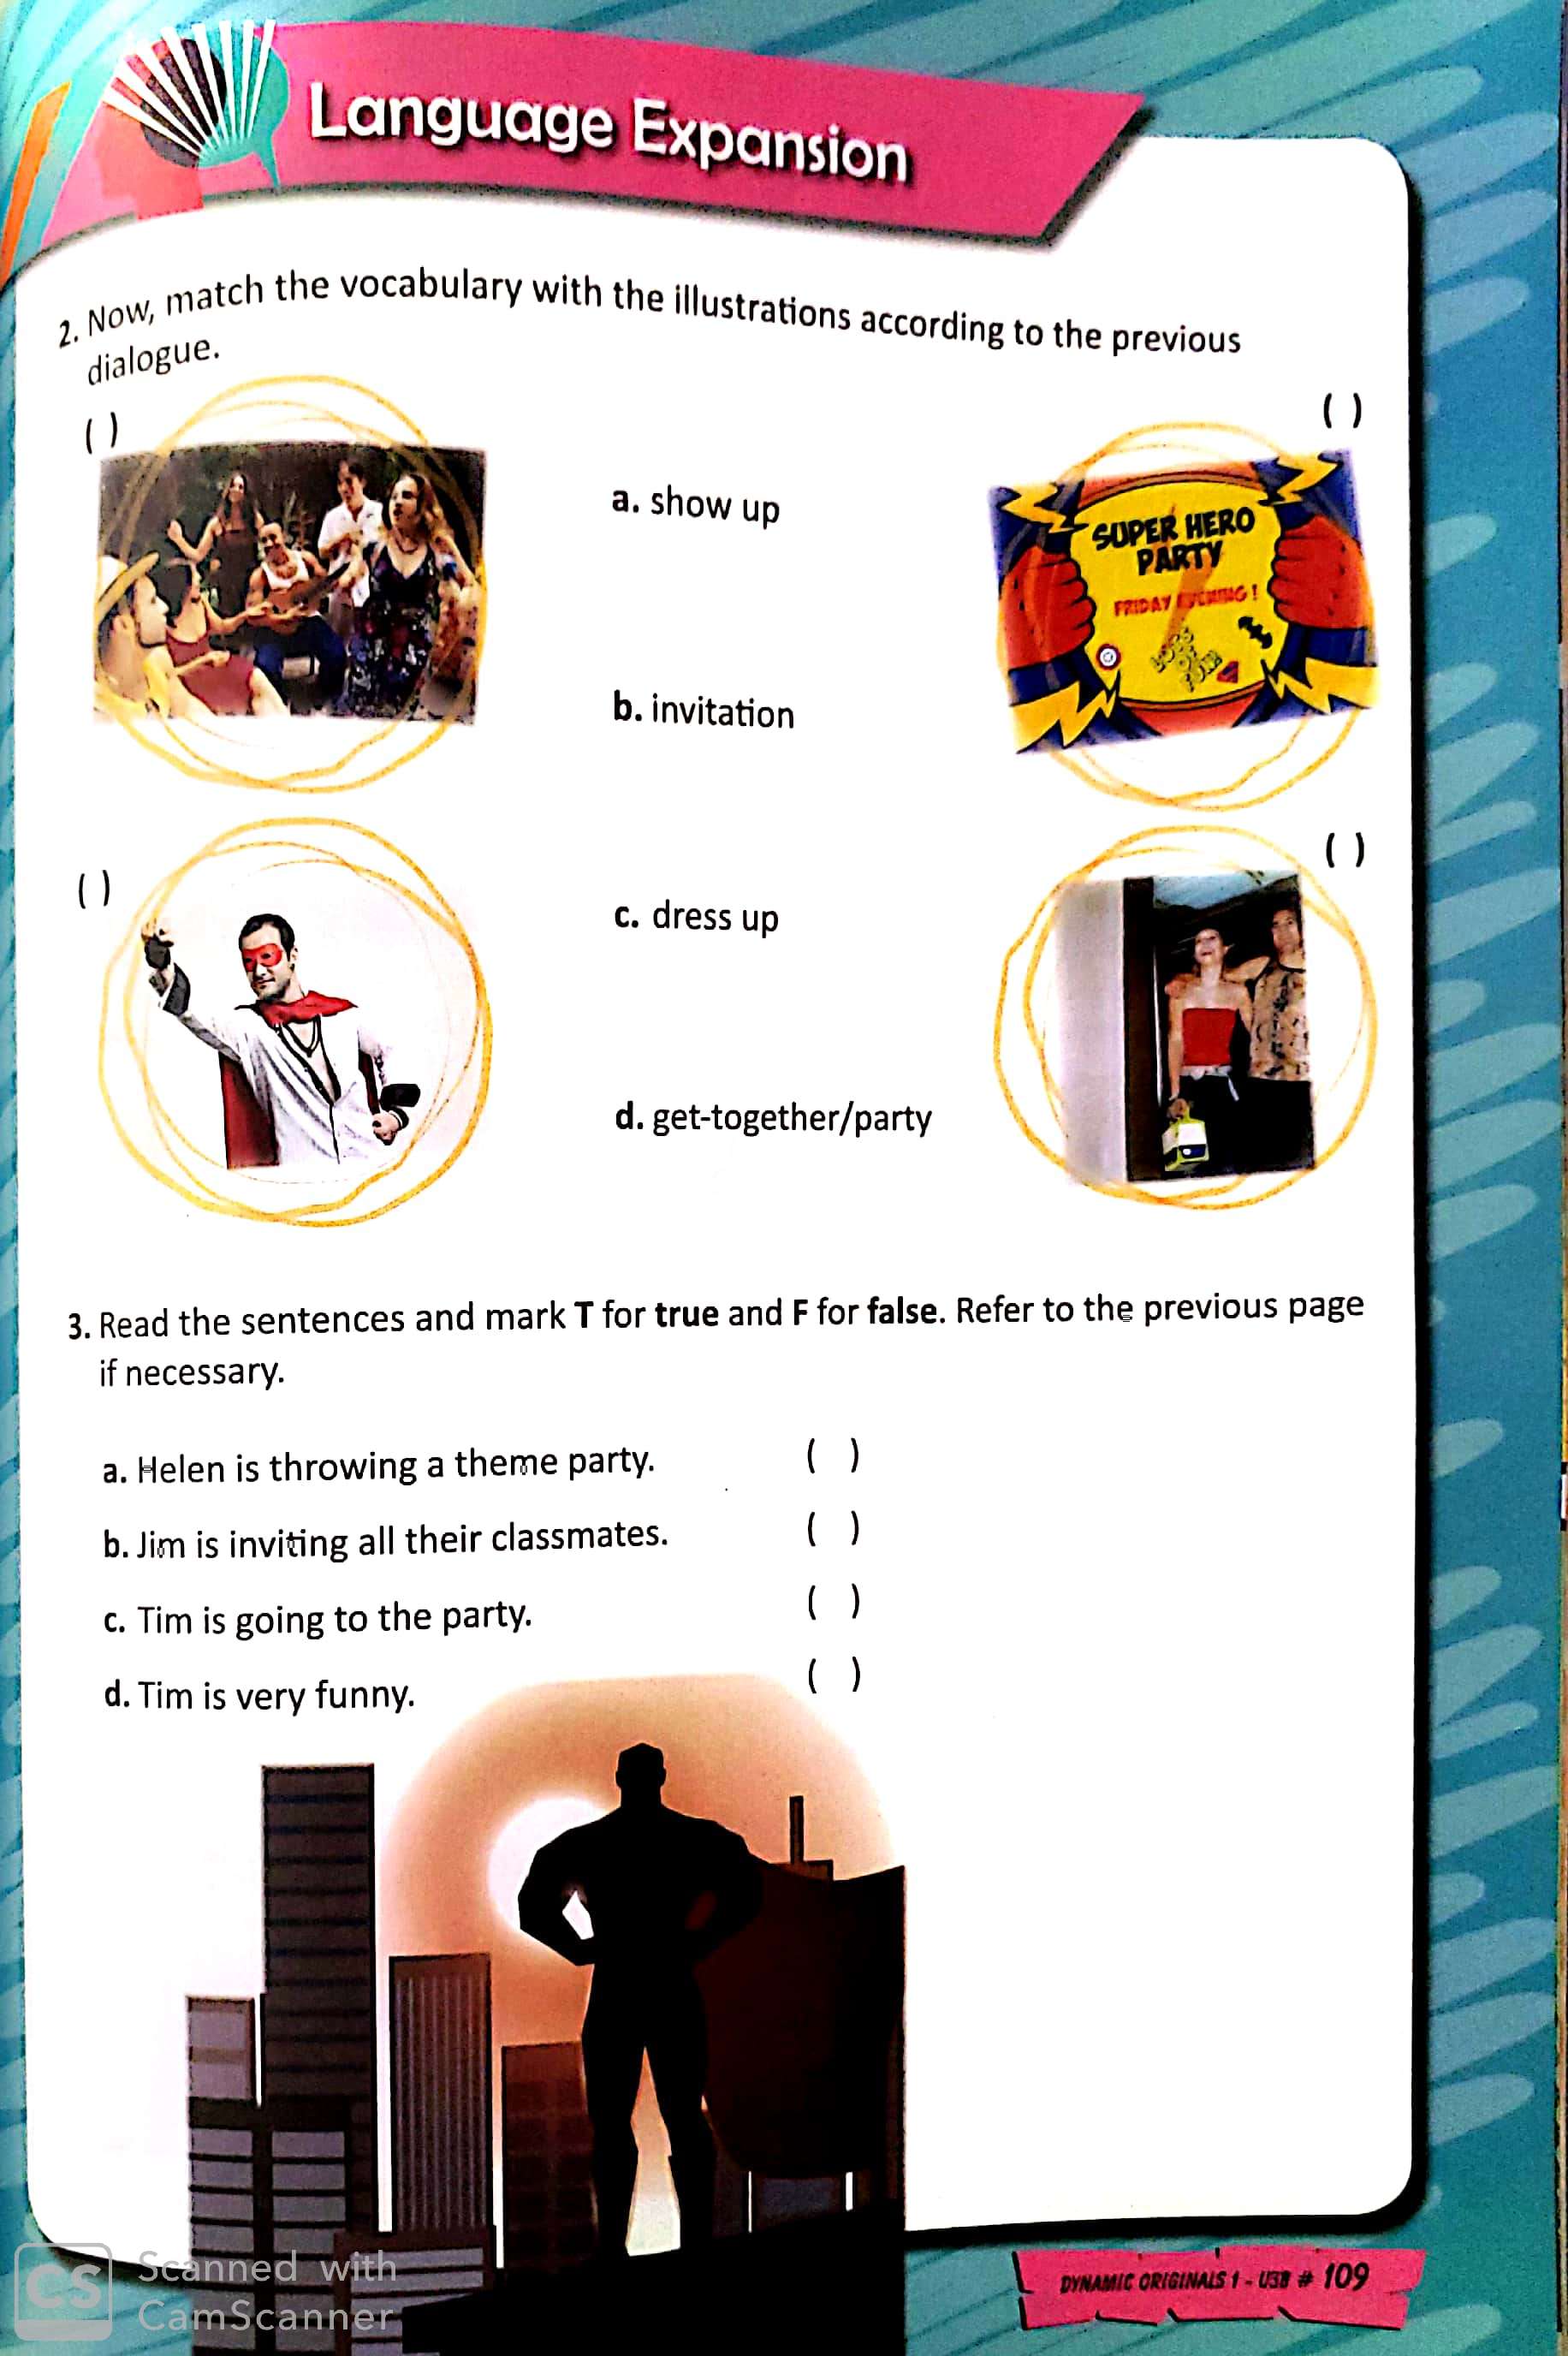 Language Expansion
2. Now, match the vocabulary with the illustrations according to the previous
dialogue.
( )
( )
a. show up
SUPER HERO
PARTY
FRIDAY
b. invitation
( )
( )
c. dress up
d. get-together/party
3. Read the sentences and mark T for true and F for false. Refer to the previous page
if necessary.
a. Helen is throwing a theme party. ( )
b. Jim is inviting all their classmates. ( )
c. Tim is going to the party. ( )
d. Tim is very funny. ( )
CS Scanned with
CamScanner
DYNAMIC ORIGINALS 1 - U3B # 109